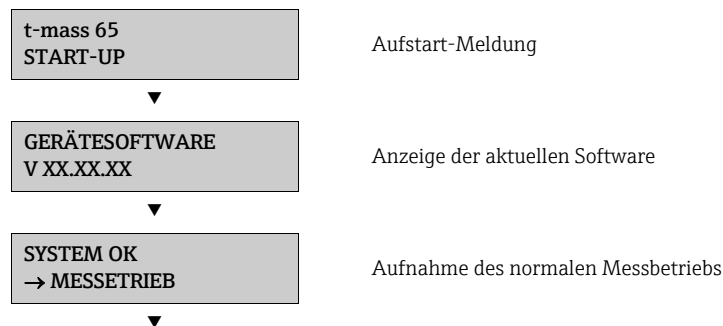 t-mass 65
START-UP
Aufstart-Meldung
▼
GERÄTESOFTWARE
V XX.XX.XX
Anzeige der aktuellen Software
▼
SYSTEM OK
→ MESSETRIEB
Aufnahme des normalen Messbetriebs
▼